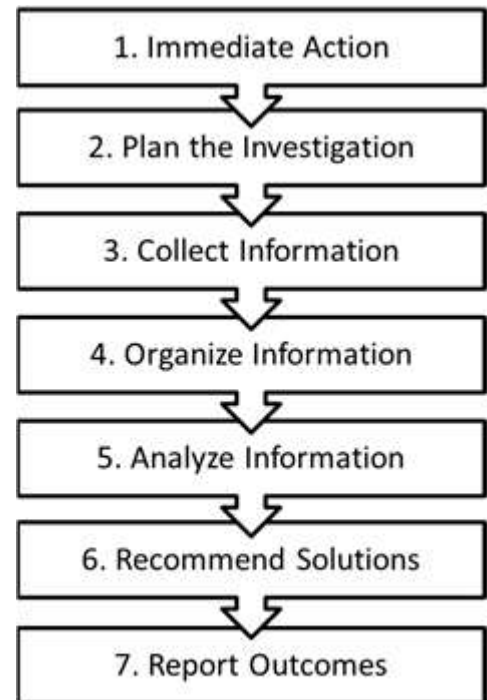 1. Immediate Action
2. Plan the Investigation
3. Collect Information
4. Organize Information
5. Analyze Information
6. Recommend Solutions
7. Report Outcomes